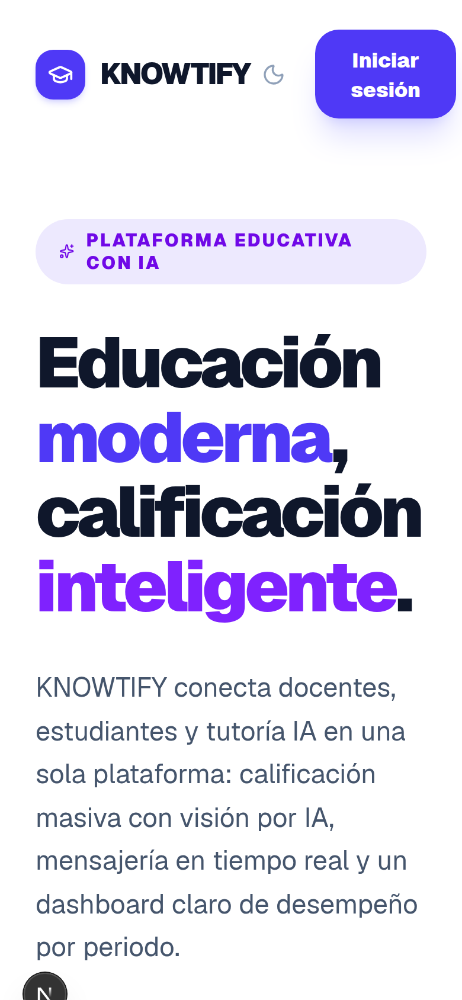 KNOWTIFY
Iniciar
sesión
PLATAFORMA EDUCATIVA
CON IA
Educación
moderna,
calificación
inteligente.
KNOWTIFY conecta docentes,
estudiantes y tutoría IA en una
sola plataforma: calificación
masiva con visión por IA,
mensajería en tiempo real y un
dashboard claro de desempeño
por periodo.
N